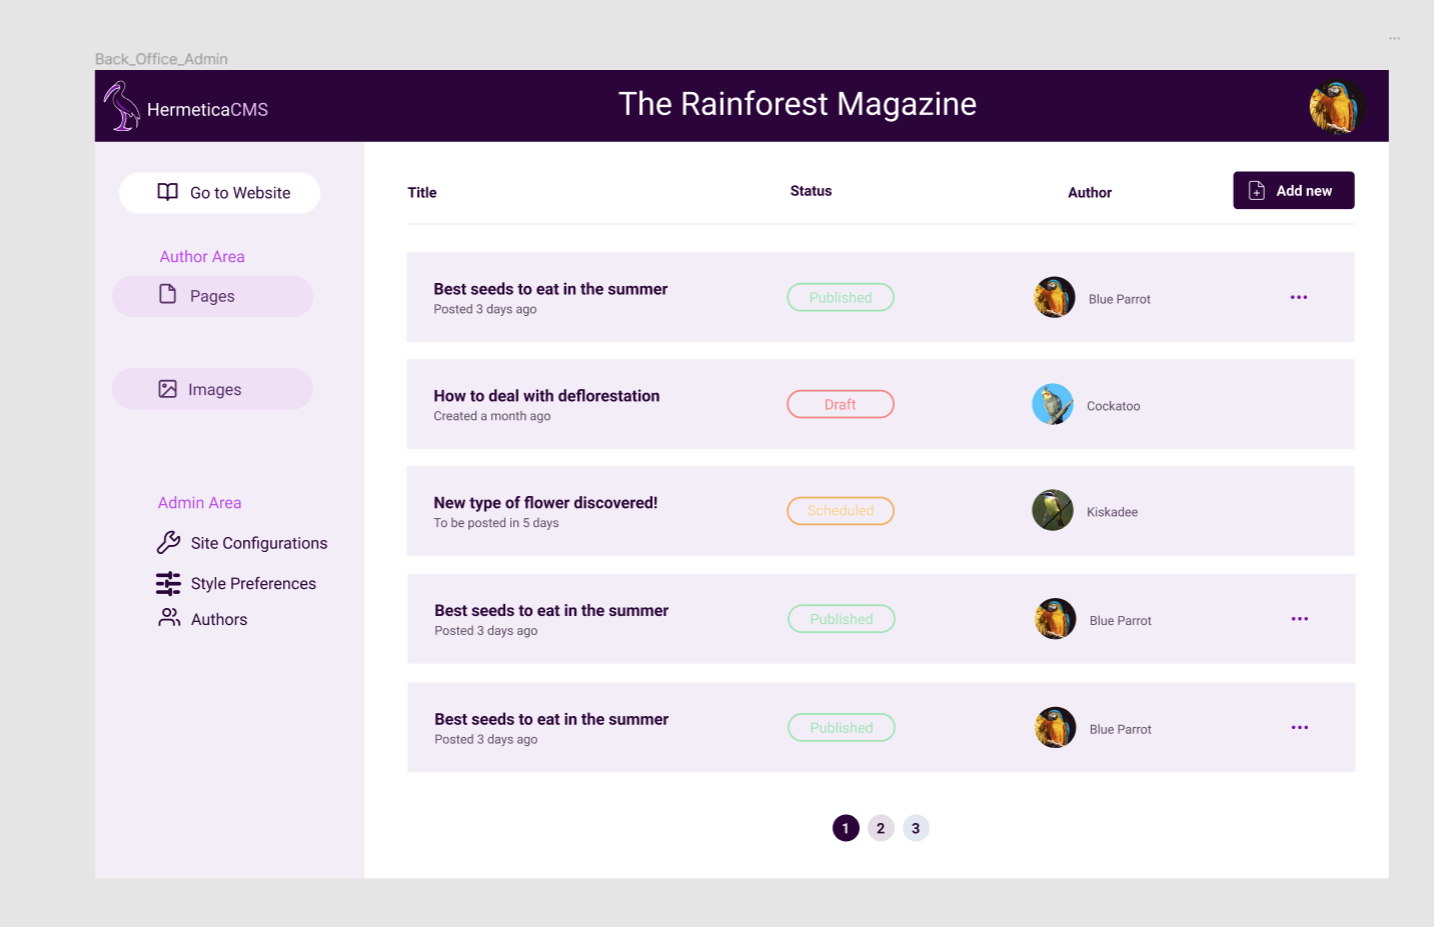 Back_Office_Admin
HermeticaCMS
The Rainforest Magazine
Go to Website
Author Area
Pages
Images
Admin Area
Site Configurations
Style Preferences
Authors
Title Status Author Add new
Best seeds to eat in the summer
Posted 3 days ago
Published
Blue Parrot
How to deal with deflorestation
Created a month ago
Draft
Cockatoo
New type of flower discovered!
To be posted in 5 days
Scheduled
Kiskadee
Best seeds to eat in the summer
Posted 3 days ago
Published
Blue Parrot
Best seeds to eat in the summer
Posted 3 days ago
Published
Blue Parrot
1 2 3